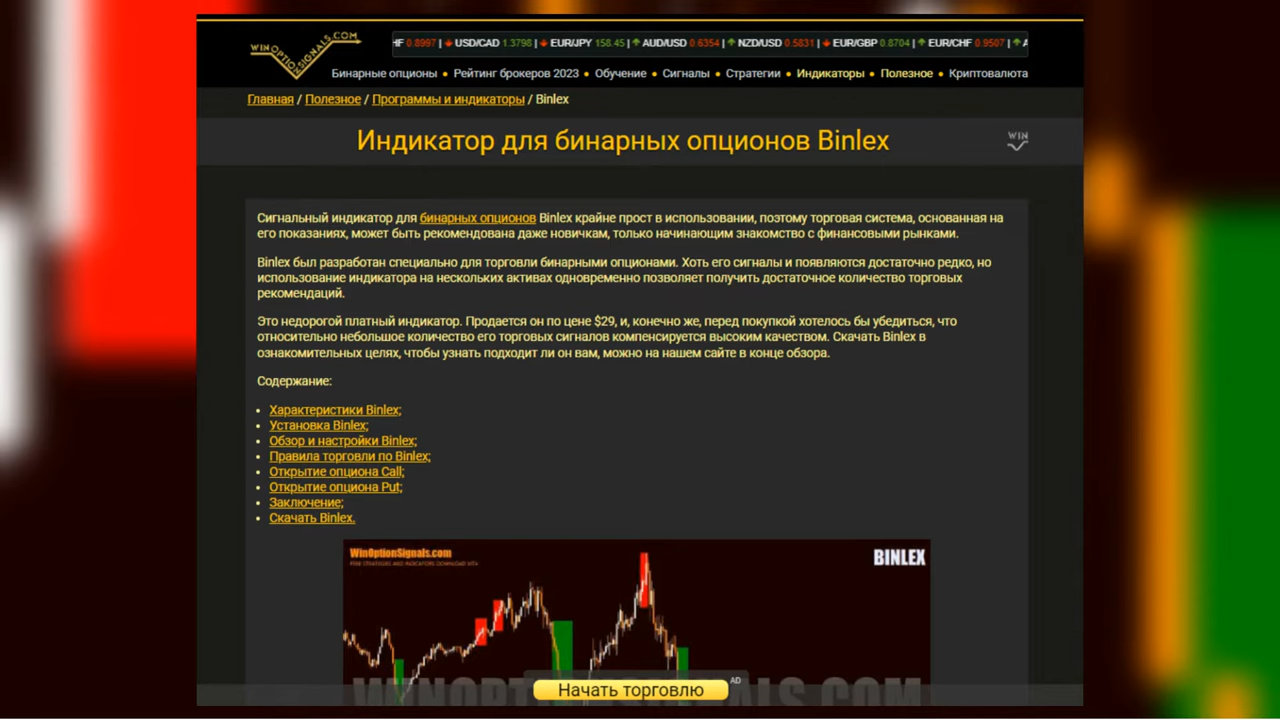 WINOPTIONSIGNALS.COM
HF 0.8997 | USD/CAD 1.3798 | EUR/JPY 158.45 | AUD/USD 0.6354 | NZD/USD 0.5831 | EUR/GBP 0.8704 | EUR/CHF 0.9507 |
Бинарные опционы • Рейтинг брокеров 2023 • Обучение • Сигналы • Стратегии • Индикаторы • Полезное • Криптовалюта
Главная / Полезное / Программы и индикаторы / Binlex
Индикатор для бинарных опционов Binlex
WIN
Сигнальный индикатор для бинарных опционов Binlex крайне прост в использовании, поэтому торговая система, основанная на
его показаниях, может быть рекомендована даже новичкам, только начинающим знакомство с финансовыми рынками.
Binlex был разработан специально для торговли бинарными опционами. Хоть его сигналы и появляются достаточно редко, но
использование индикатора на нескольких активах одновременно позволяет получить достаточное количество торговых
рекомендаций.
Это недорогой платный индикатор. Продается он по цене $29, и, конечно же, перед покупкой хотелось бы убедиться, что
относительно небольшое количество его торговых сигналов компенсируется высоким качеством. Скачать Binlex в
ознакомительных целях, чтобы узнать подходит ли он вам, можно на нашем сайте в конце обзора.
Содержание:
• Характеристики Binlex;
• Установка Binlex;
• Обзор и настройки Binlex;
• Правила торговли по Binlex;
• Открытие опциона Call;
• Открытие опциона Put;
• Заключение;
• Скачать Binlex.
WinOptionSignals.com
FREE STRATEGIES AND INDICATORS DOWNLOAD MT4
BINLEX
Начать торговлю
AD